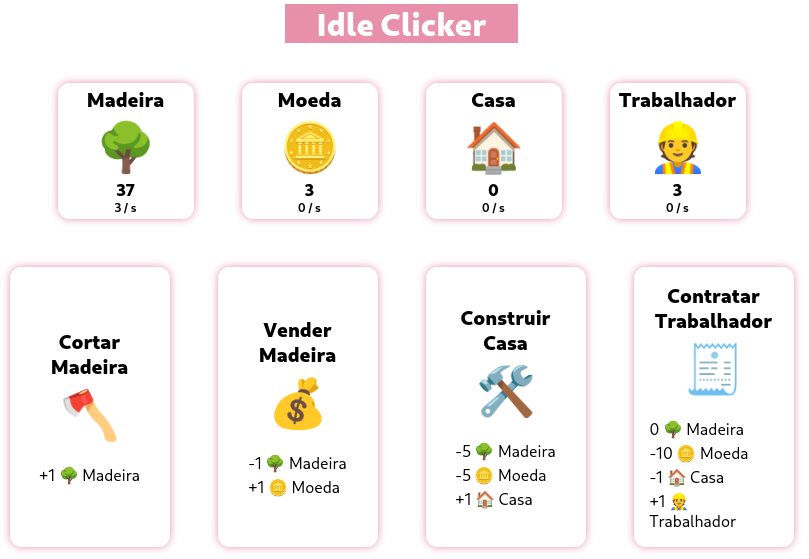 Idle Clicker
Madeira
Moeda
Casa
Trabalhador
37
3
0
3
3 / s
0 / s
0 / s
0 / s
Cortar
Madeira
+1 Madeira
Vender
Madeira
$
-1 Madeira
+1 Moeda
Construir
Casa
-5 Madeira
-5 Moeda
+1 Casa
Contratar
Trabalhador
0 Madeira
-10 Moeda
-1 Casa
+1
Trabalhador